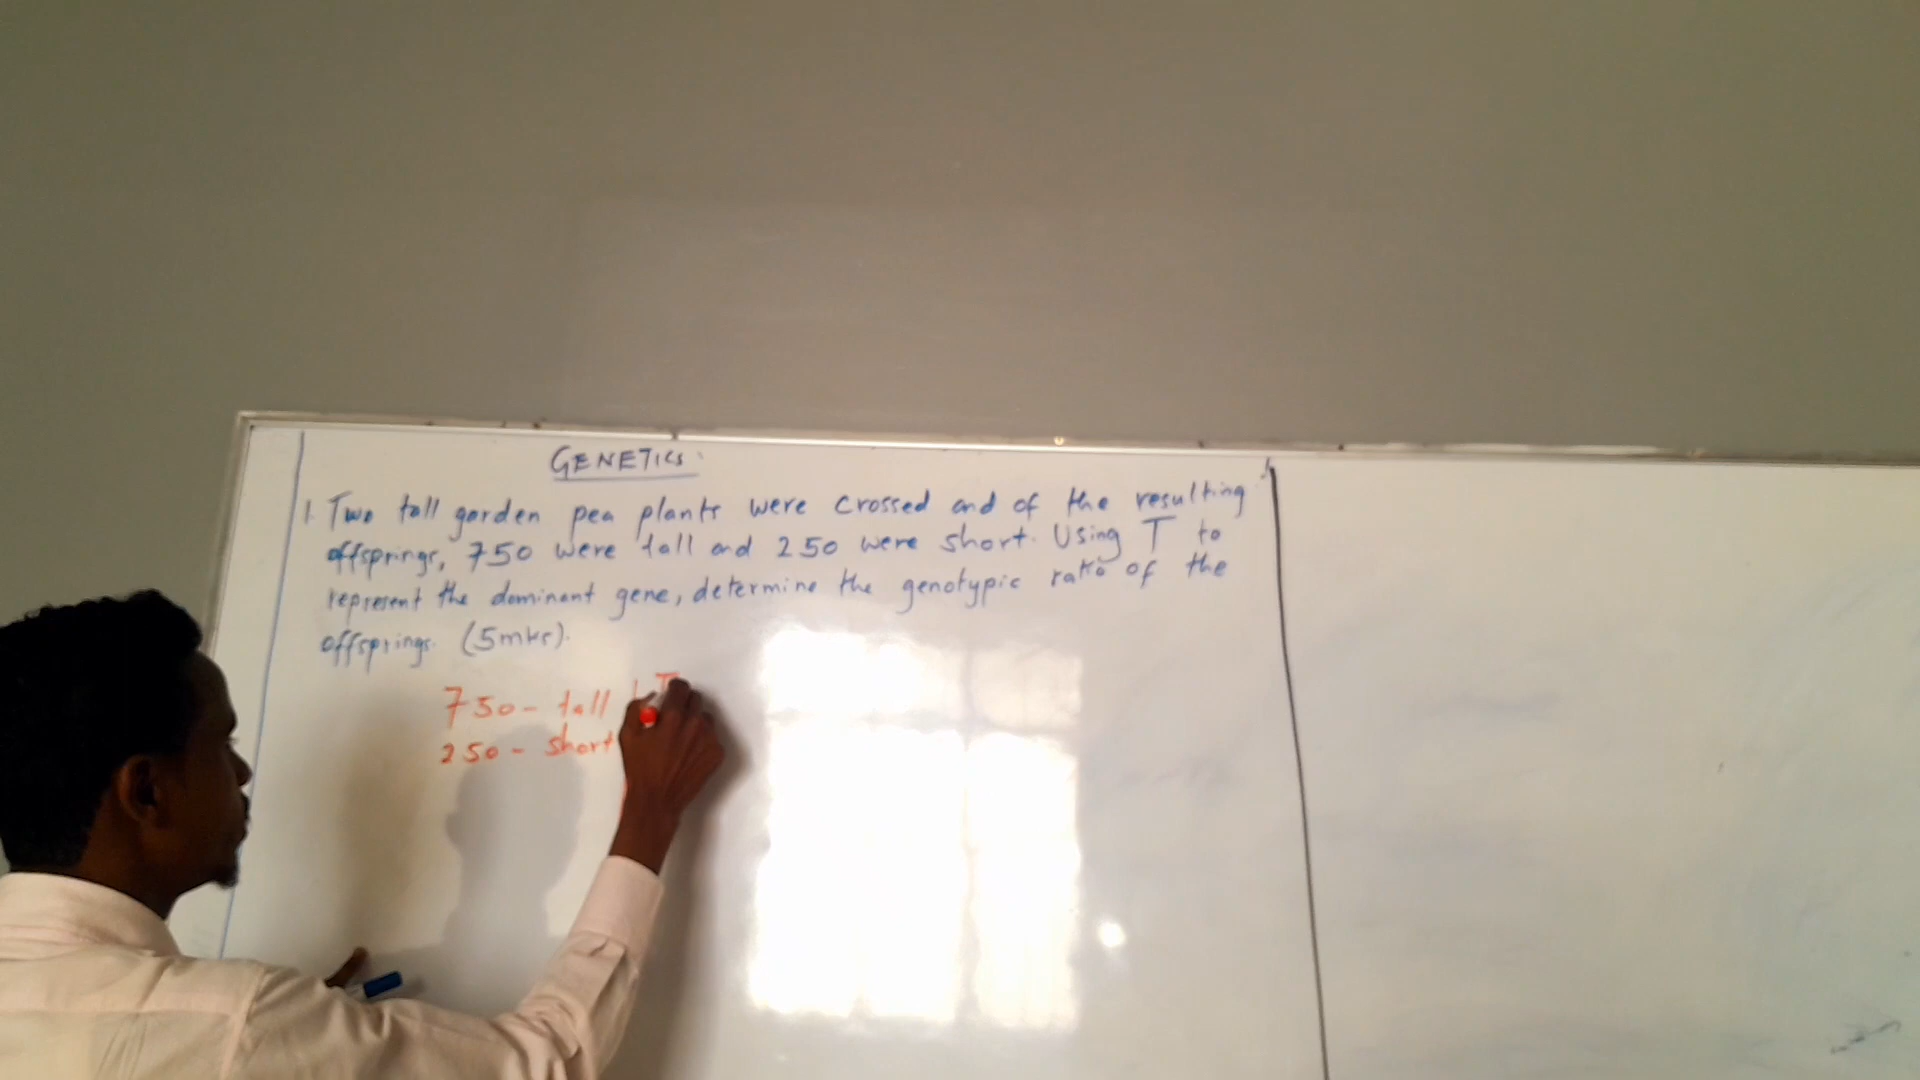 GENETICS.
1. Two tall garden pea plants were crossed and of the resulting
offsprings, 750 were tall and 250 were short. Using T to
represent the dominant gene, determine the genotypic ratio of the
offsprings. (5mks).
750 - tall T
250 - short